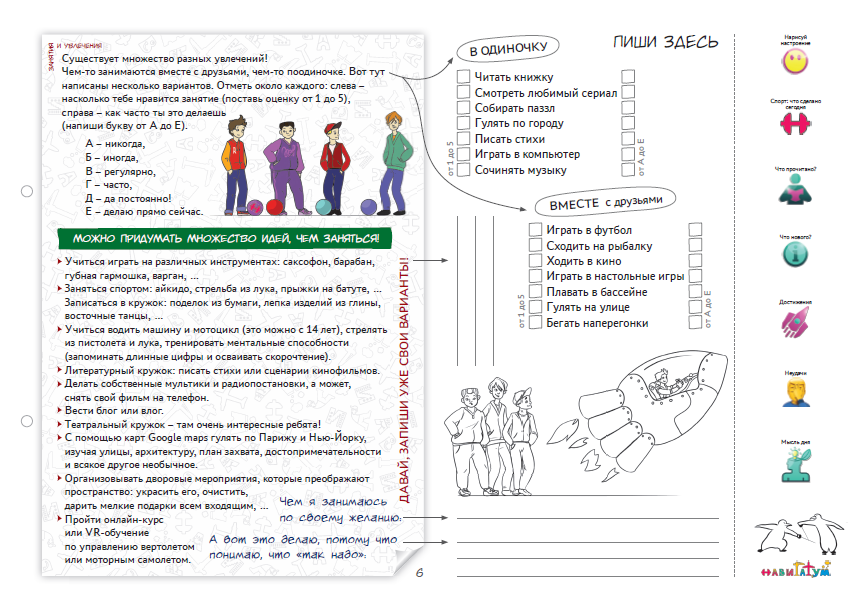 ЗАНЯТИЯ
И УВЛЕЧЕНИЯ
Существует множество разных увлечений!
Чем-то занимаются вместе с друзьями, чем-то поодиночке. Вот тут
написаны несколько вариантов. Отметь около каждого: слева –
насколько тебе нравится занятие (поставь оценку от 1 до 5),
справа – как часто ты это делаешь
(напиши букву от А до Е).
А – никогда,
Б – иногда,
В – регулярно,
Г – часто,
Д – да постоянно!
Е – делаю прямо сейчас.
МОЖНО ПРИДУМАТЬ МНОЖЕСТВО ИДЕЙ, ЧЕМ ЗАНЯТЬСЯ!
Учиться играть на различных инструментах: саксофон, барабан,
губная гармошка, варган, ...
Заняться спортом: айкидо, стрельба из лука, прыжки на батуте, ...
Записаться в кружок: поделок из бумаги, лепка изделий из глины,
восточные танцы, ...
Учиться водить машину и мотоцикл (это можно с 14 лет), стрелять
из пистолета и лука, тренировать ментальные способности
(запоминать длинные цифры и осваивать скорочтение).
Литературный кружок: писать стихи или сценарии кинофильмов.
Делать собственные мультики и радиопостановки, а может,
снять свой фильм на телефон.
Вести блог или влог.
Театральный кружок – там очень интересные ребята!
С помощью карт Google maps гулять по Парижу и Нью-Йорку,
изучая улицы, архитектуру, план захвата, достопримечательности
и всякое другое необычное.
Организовывать дворовые мероприятия, которые преображают
пространство: украсить его, очистить,
дарить мелкие подарки всем входящим, ...
Пройти онлайн-курс
или VR-обучение
по управлению вертолетом
или моторным самолетом.
Чем я занимаюсь
по своему желанию:
А вот это делаю, потому что
понимаю, что «так надо»:
ДАВАЙ, ЗАПИШИ УЖЕ СВОИ ВАРИАНТЫ!
6
В ОДИНОЧКУ
ПИШИ ЗДЕСЬ
Читать книжку
Смотреть любимый сериал
Собирать паззл
Гулять по городу
Писать стихи
Играть в компьютер
Сочинять музыку
от 1 до 5
от А до Е
ВМЕСТЕ с друзьями
Играть в футбол
Сходить на рыбалку
Ходить в кино
Играть в настольные игры
Плавать в бассейне
Гулять на улице
Бегать наперегонки
от 1 до 5
от А до Е
Нарисуй
настроение
Спорт: что сделано
сегодня
Что прочитано?
Что нового?
Достижения
Неудачи
Мысль дня
НАВИГАТУМ